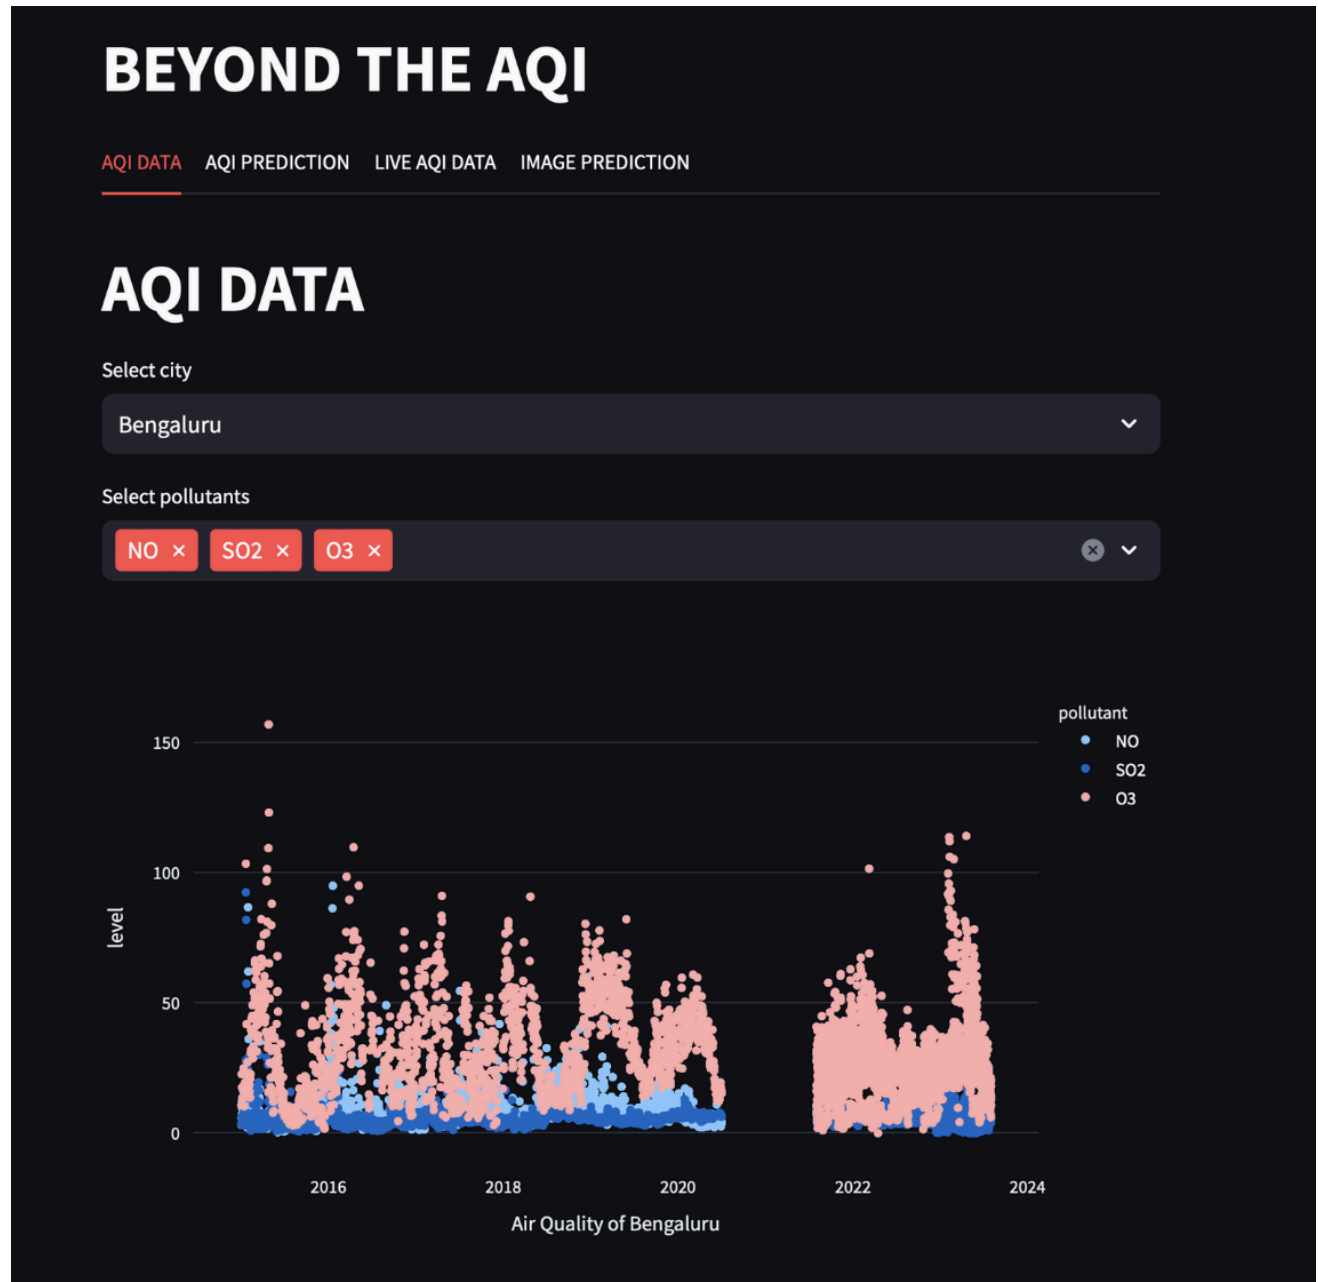 BEYOND THE AQI
AQI DATA AQI PREDICTION LIVE AQI DATA IMAGE PREDICTION
AQI DATA
Select city
Bengaluru
Select pollutants
NO × SO2 × O3 ×
pollutant
NO
SO2
O3
150
100
50
0
level
2016 2018 2020 2022 2024
Air Quality of Bengaluru